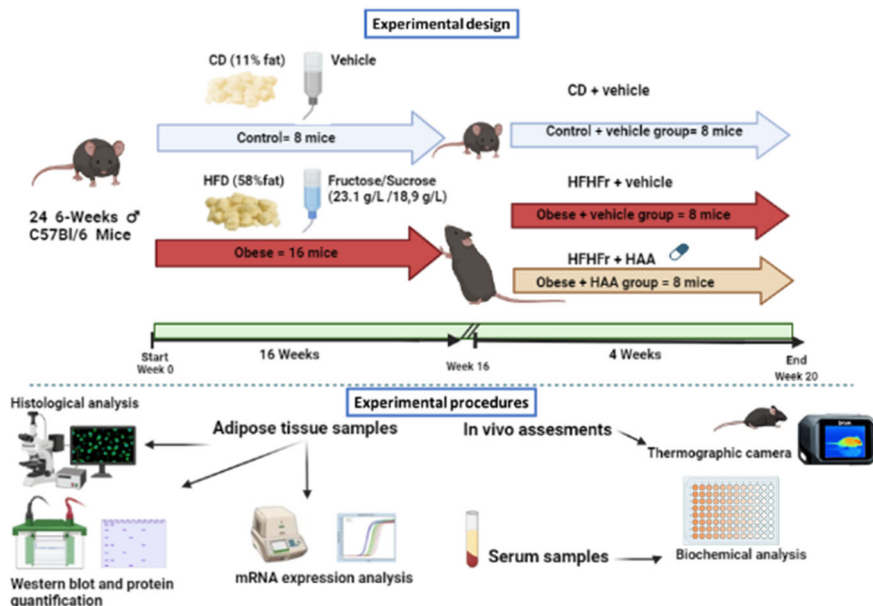 Experimental design
CD (11% fat)
Vehicle
Control= 8 mice
CD + vehicle
Control + vehicle group= 8 mice
24 6-Weeks ♂
C57Bl/6 Mice
HFD (58%fat)
Fructose/Sucrose
(23.1 g/L /18,9 g/L)
Obese = 16 mice
HFHFr + vehicle
Obese + vehicle group = 8 mice
HFHFr + HAA
Obese + HAA group = 8 mice
Start
Week 0
16 Weeks
Week 16
4 Weeks
End
Week 20
Experimental procedures
Histological analysis
Adipose tissue samples
In vivo assesments
Thermographic camera
Western blot and protein
quantification
mRNA expression analysis
Serum samples
Biochemical analysis